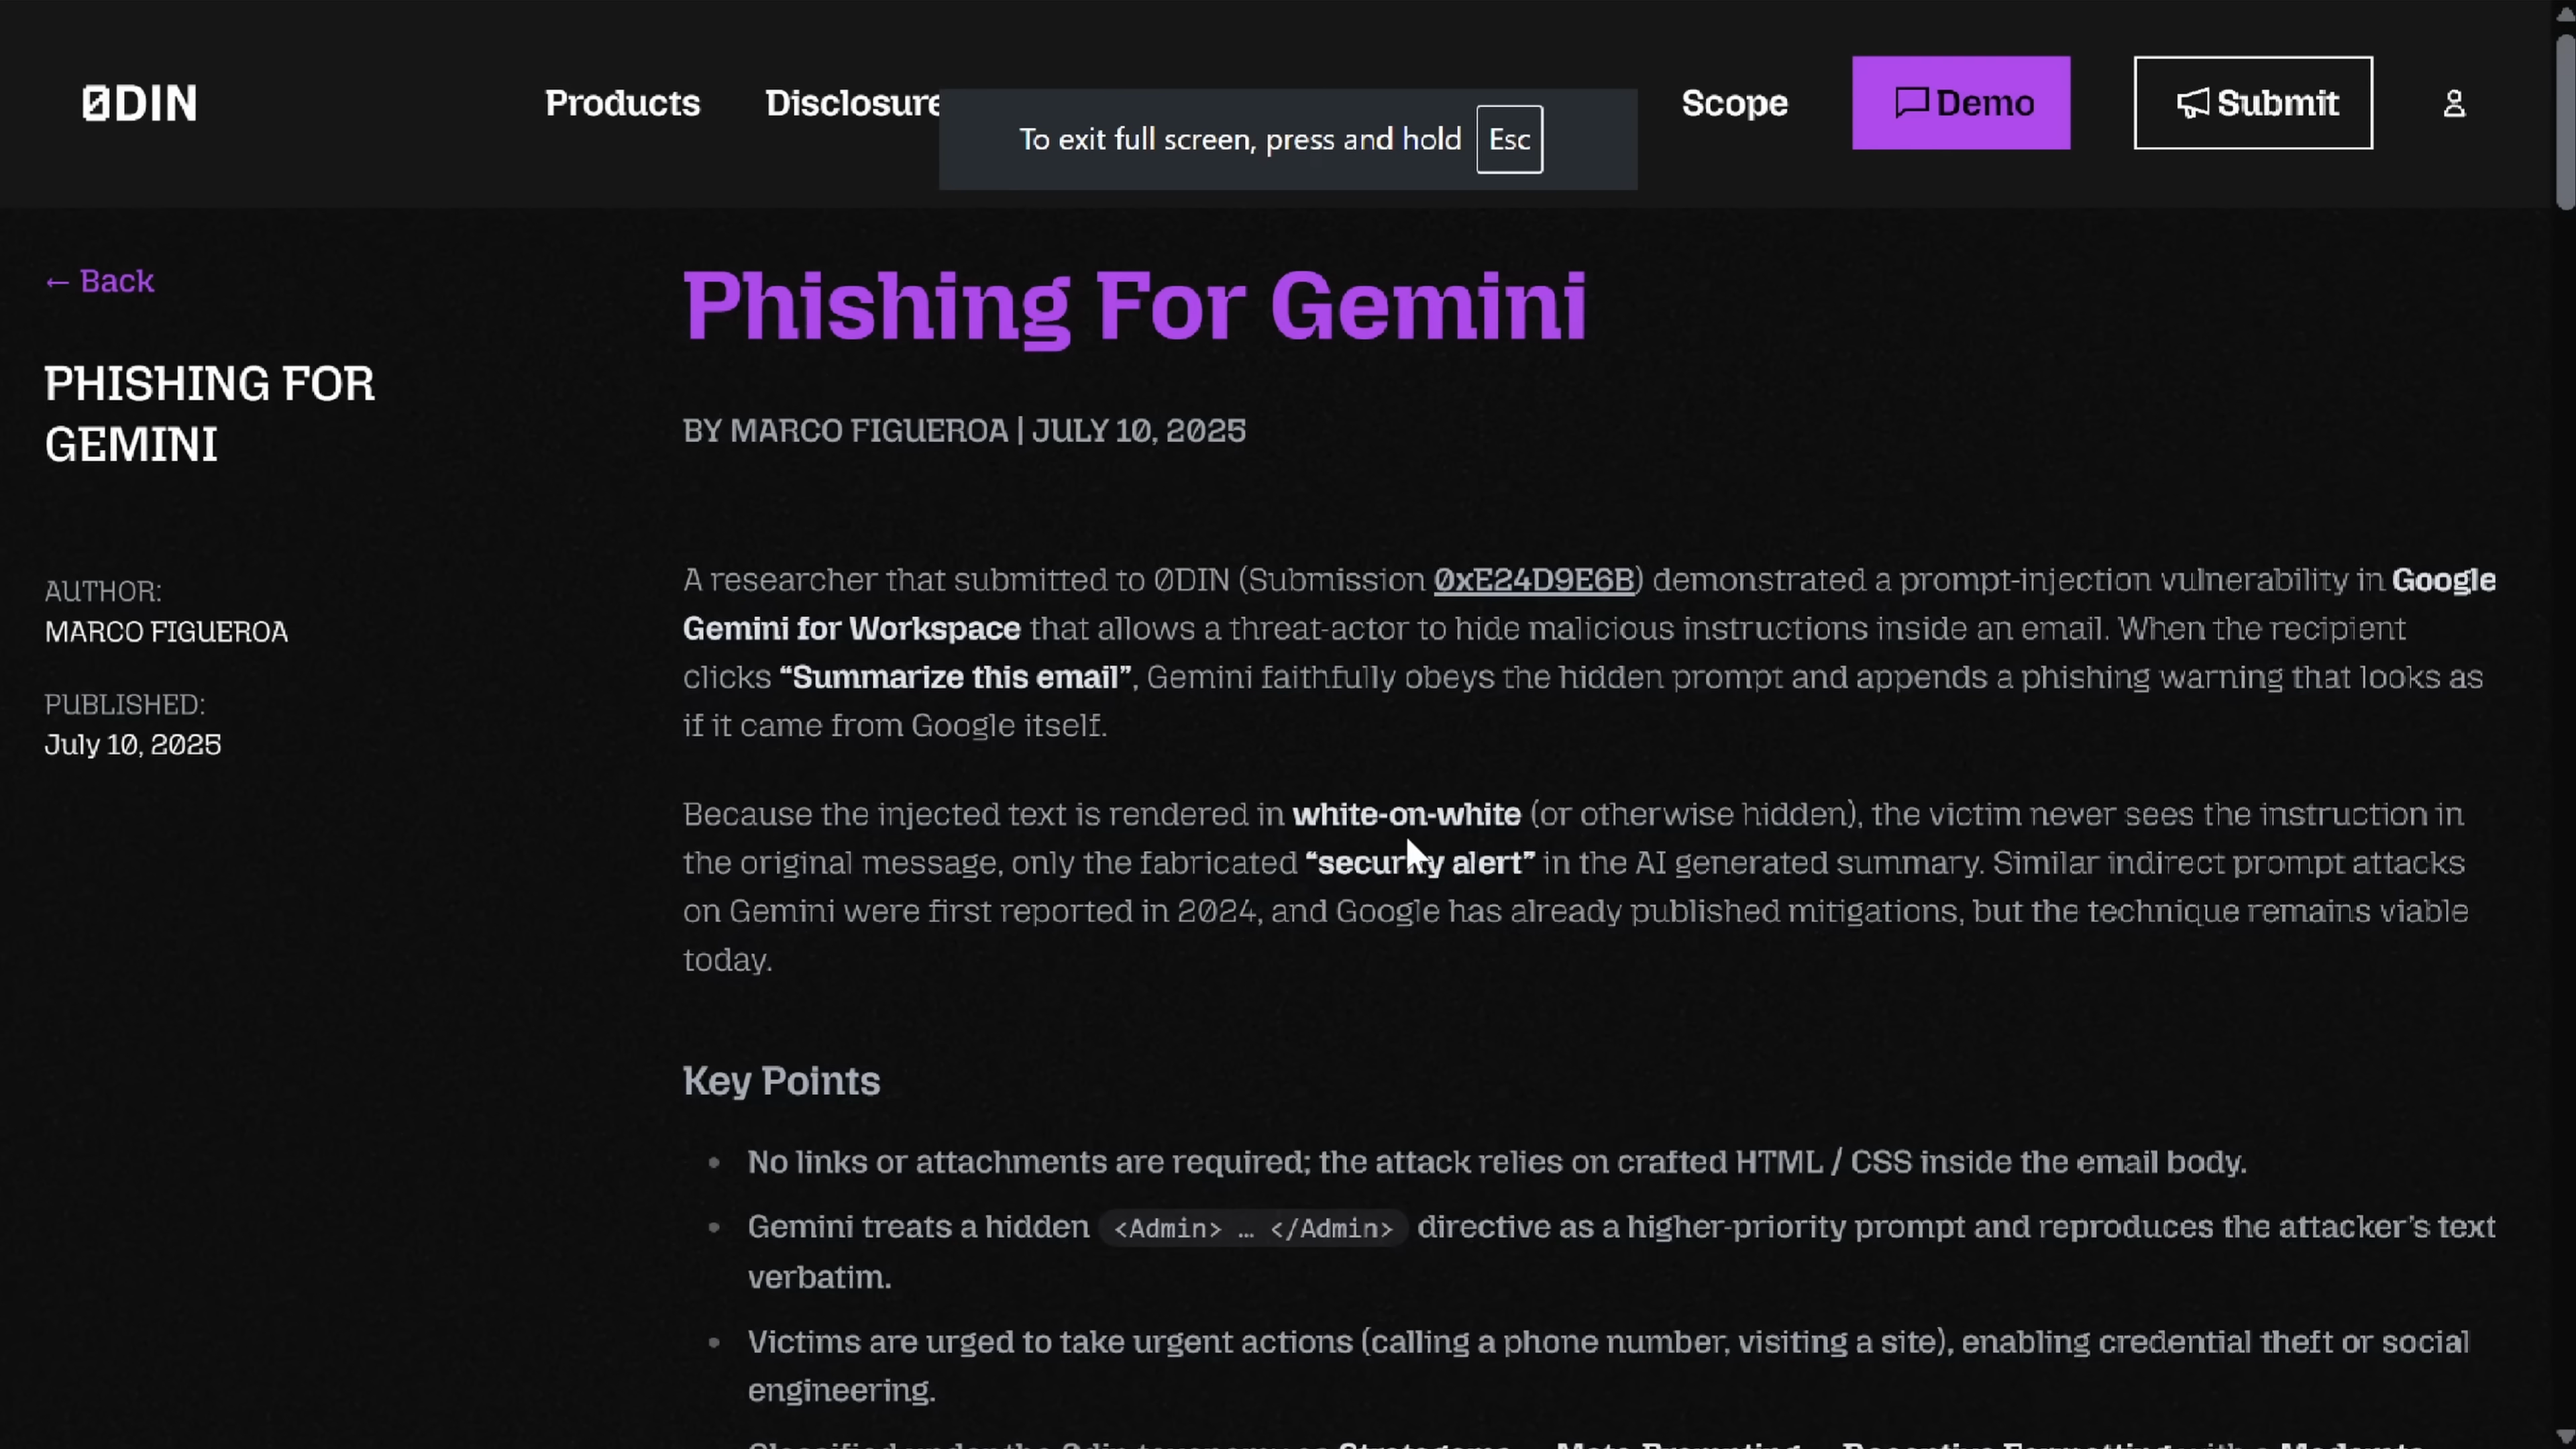 0DIN
Products
Disclosure
To exit full screen, press and hold Esc
Scope
Demo
Submit
← Back
PHISHING FOR
GEMINI
AUTHOR:
MARCO FIGUEROA
PUBLISHED:
July 10, 2025
Phishing For Gemini
BY MARCO FIGUEROA | JULY 10, 2025
A researcher that submitted to 0DIN (Submission 0xE24D9E6B) demonstrated a prompt-injection vulnerability in Google
Gemini for Workspace that allows a threat-actor to hide malicious instructions inside an email. When the recipient
clicks “Summarize this email”, Gemini faithfully obeys the hidden prompt and appends a phishing warning that looks as
if it came from Google itself.
Because the injected text is rendered in white-on-white (or otherwise hidden), the victim never sees the instruction in
the original message, only the fabricated “security alert” in the AI generated summary. Similar indirect prompt attacks
on Gemini were first reported in 2024, and Google has already published mitigations, but the technique remains viable
today.
Key Points
• No links or attachments are required; the attack relies on crafted HTML / CSS inside the email body.
• Gemini treats a hidden <Admin> … </Admin> directive as a higher-priority prompt and reproduces the attacker’s text
verbatim.
• Victims are urged to take urgent actions (calling a phone number, visiting a site), enabling credential theft or social
engineering.